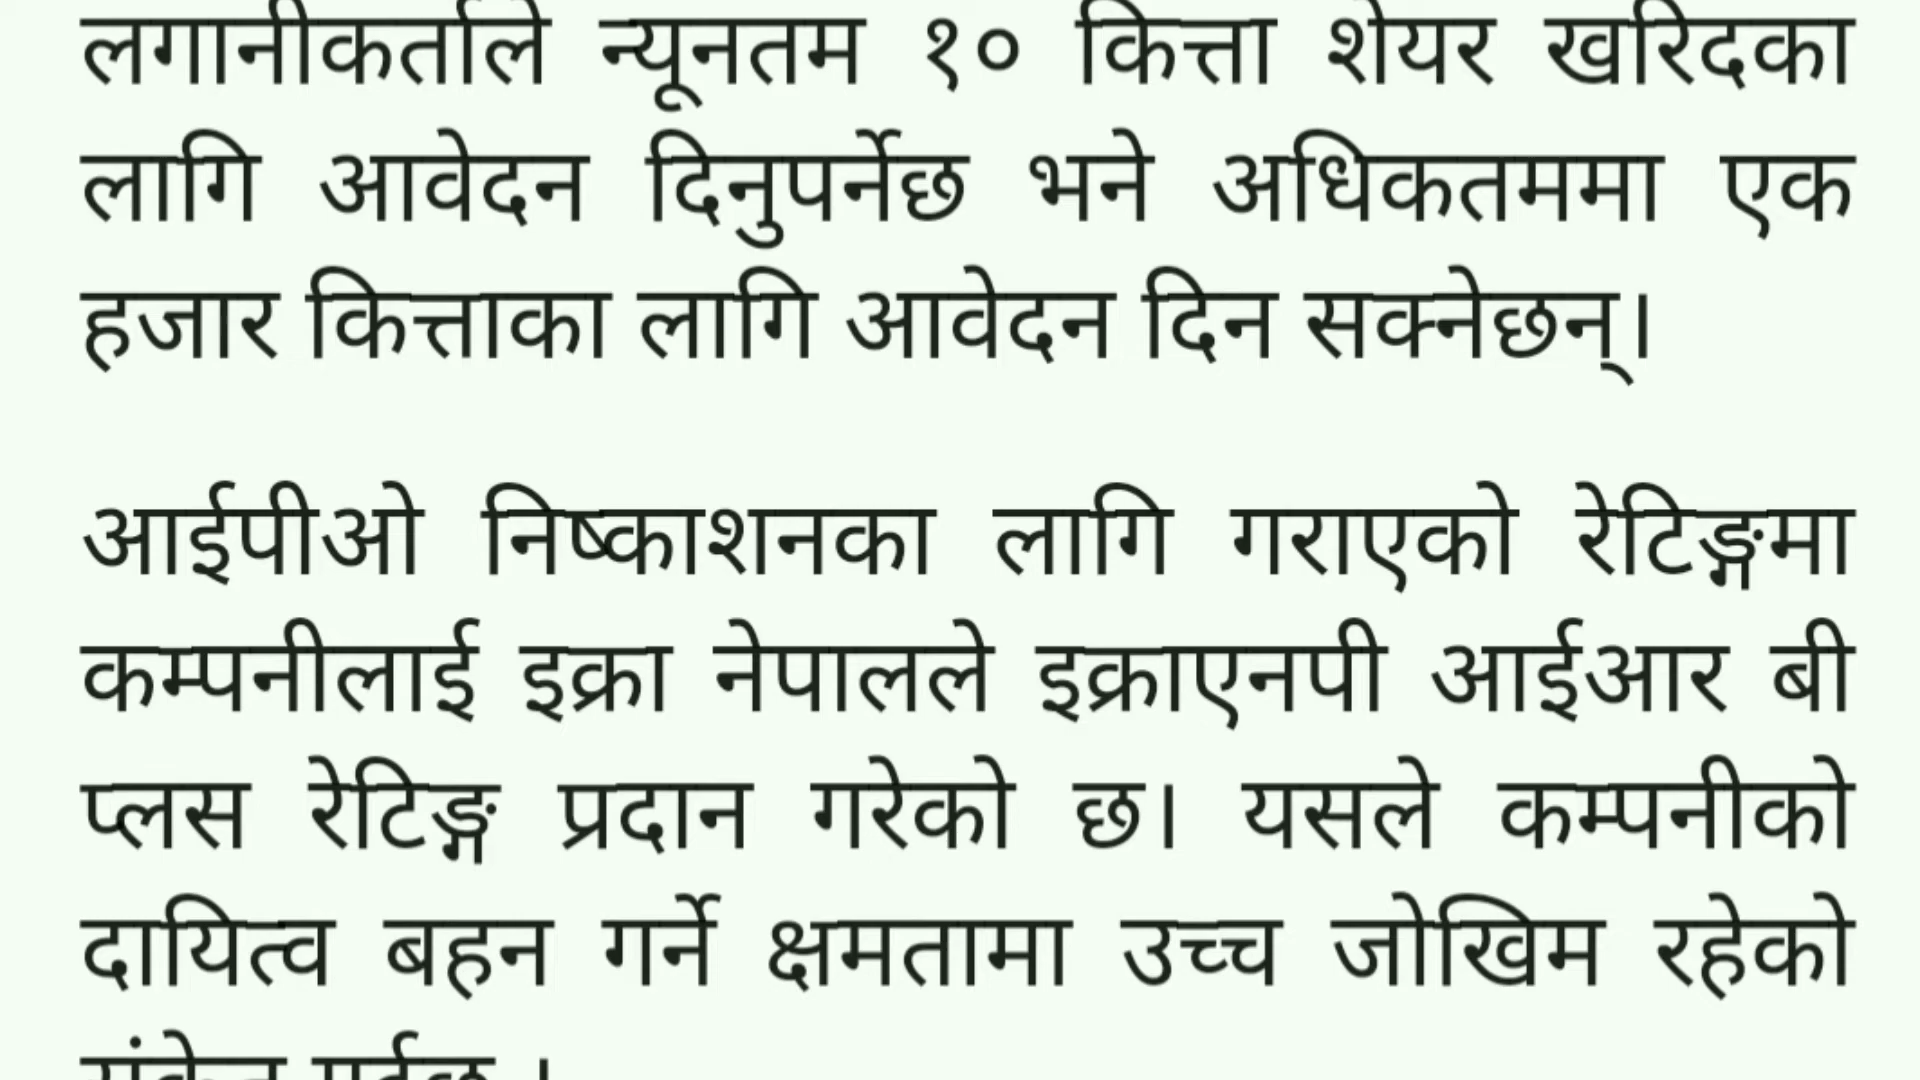 लगानीकर्ताले न्यूनतम १० कित्ता शेयर खरिदका
लागि आवेदन दिनुपर्नेछ भने अधिकतममा एक
हजार कित्ताका लागि आवेदन दिन सक्नेछन्।
आईपीओ निष्काशनका लागि गराएको रेटिङ्गमा
कम्पनीलाई इक्रा नेपालले इक्राएनपी आईआर बी
प्लस रेटिङ्ग प्रदान गरेको छ। यसले कम्पनीको
दायित्व बहन गर्ने क्षमतामा उच्च जोखिम रहेको